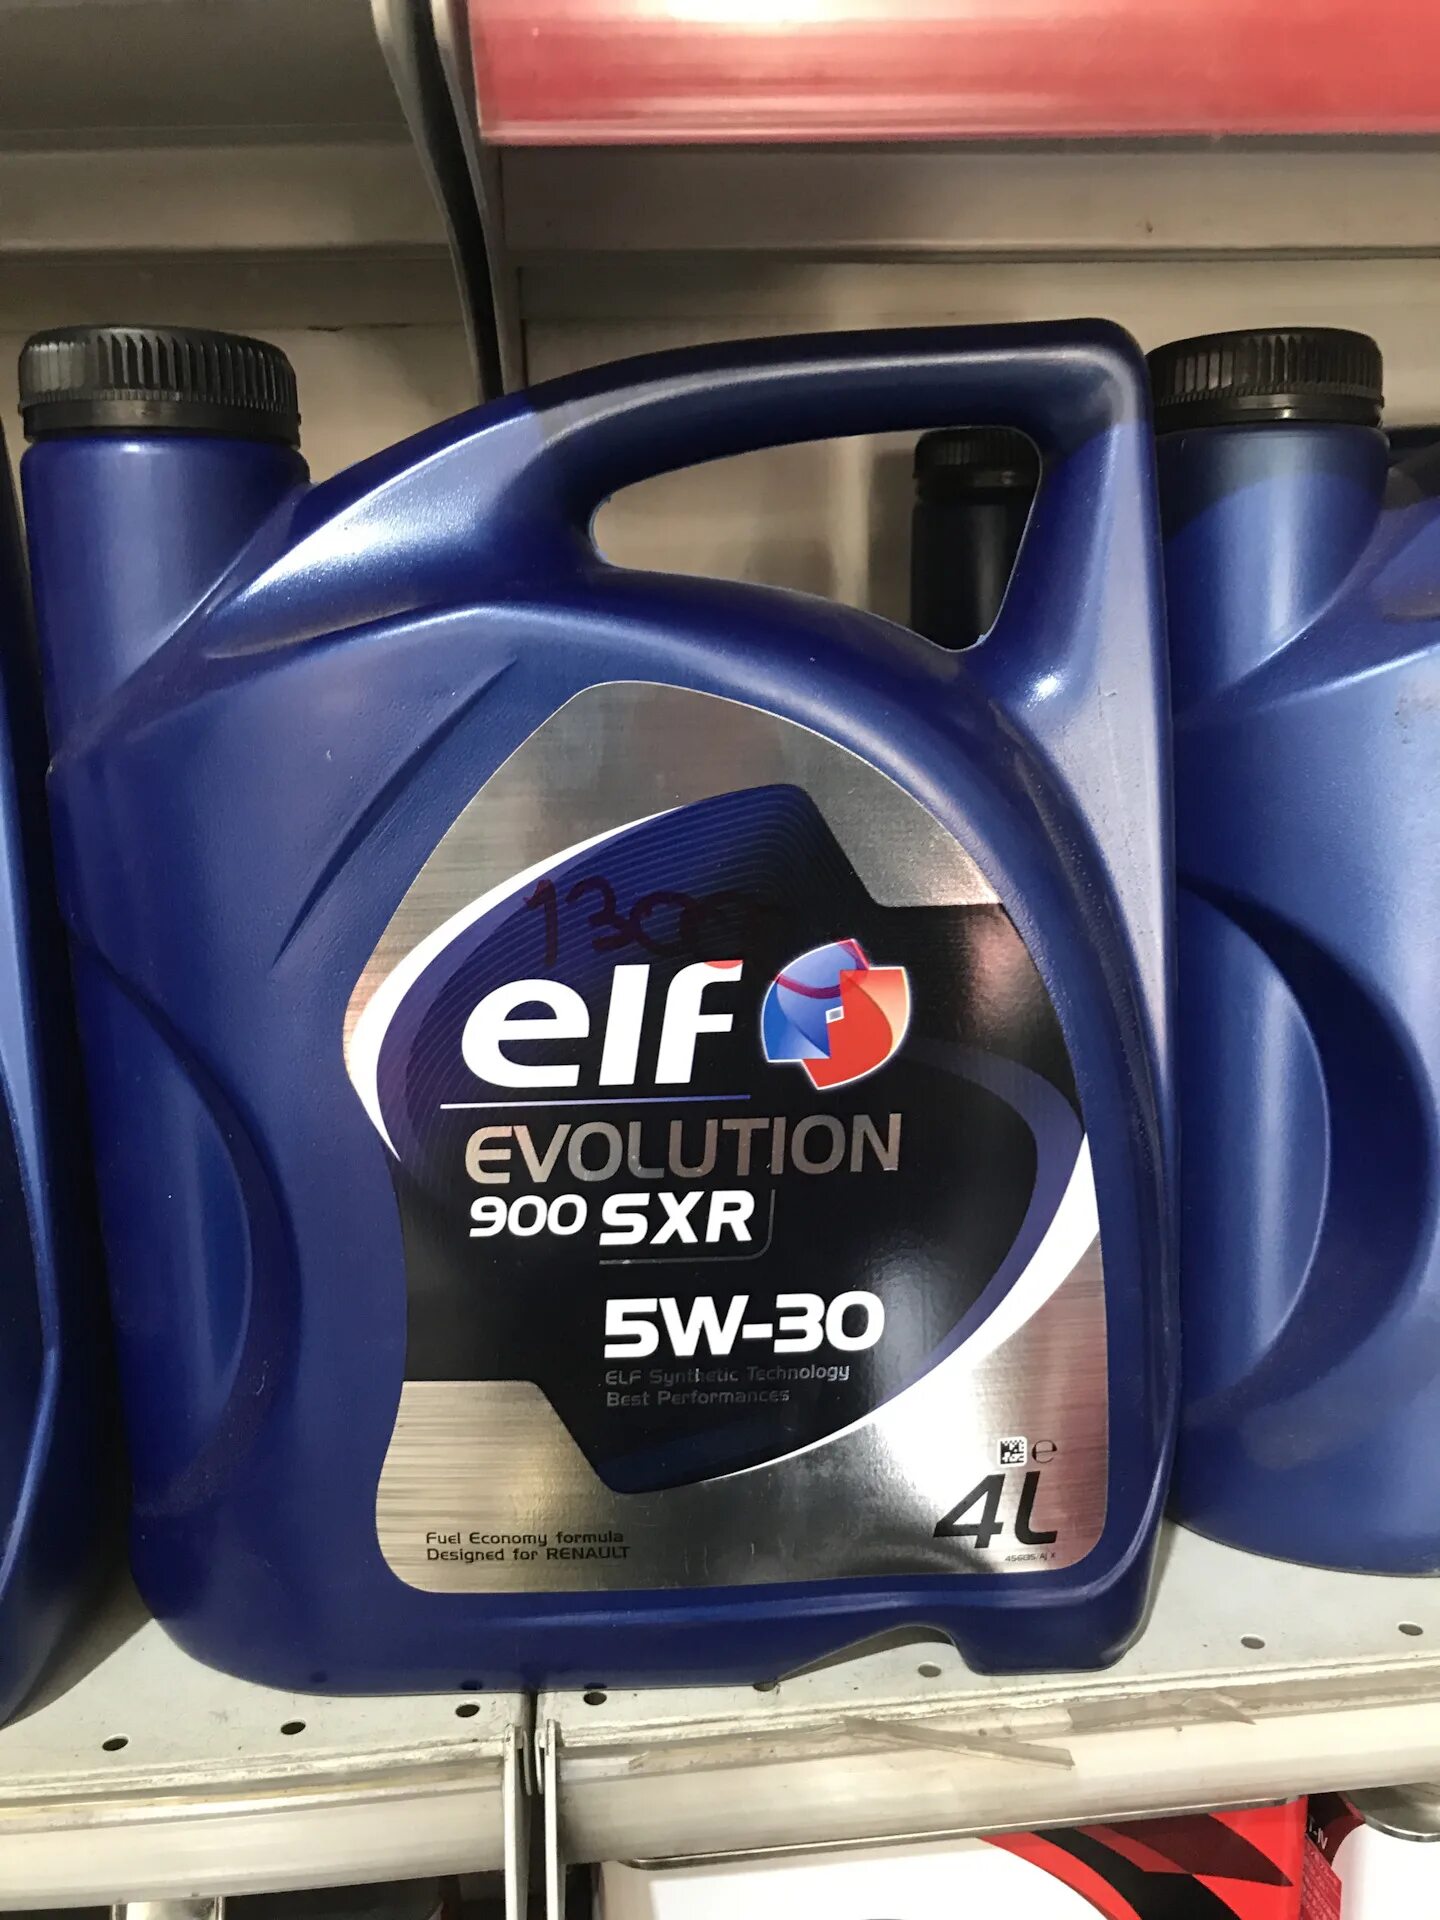 elf
EVOLUTION
900 SXR
5W-30
ELF Synthetic Technology
Best Performances
e
4L
Fuel Economy formula
Designed for RENAULT